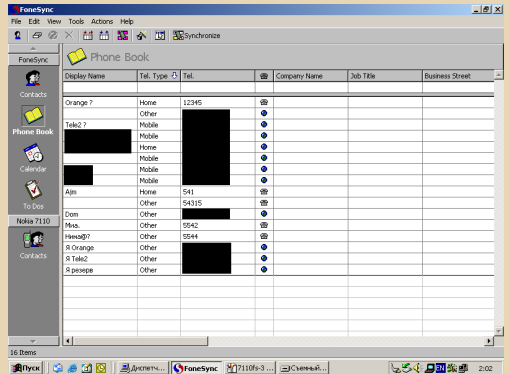 FoneSync
File Edit View Tools Actions Help
Synchronize
FoneSync
Phone Book
Display Name Tel. Type Tel. Company Name Job Title Business Street
Contacts
Orange ? Home 12345
Other
Tele2 ? Mobile
Phone Book
Mobile
Home
Mobile
Calendar
Mobile
Mobile
Ajm Home 541
To Dos
Other 54315
Dom Other
Nokia 7110
Мна. Other 5542
Other 5544
Я Orange Other
Contacts
Я Tele2 Other
Я резерв Other
16 Items
Пуск
Диспетч...
FoneSync
7110fs-3 ...
Съемный...
EN
2:02